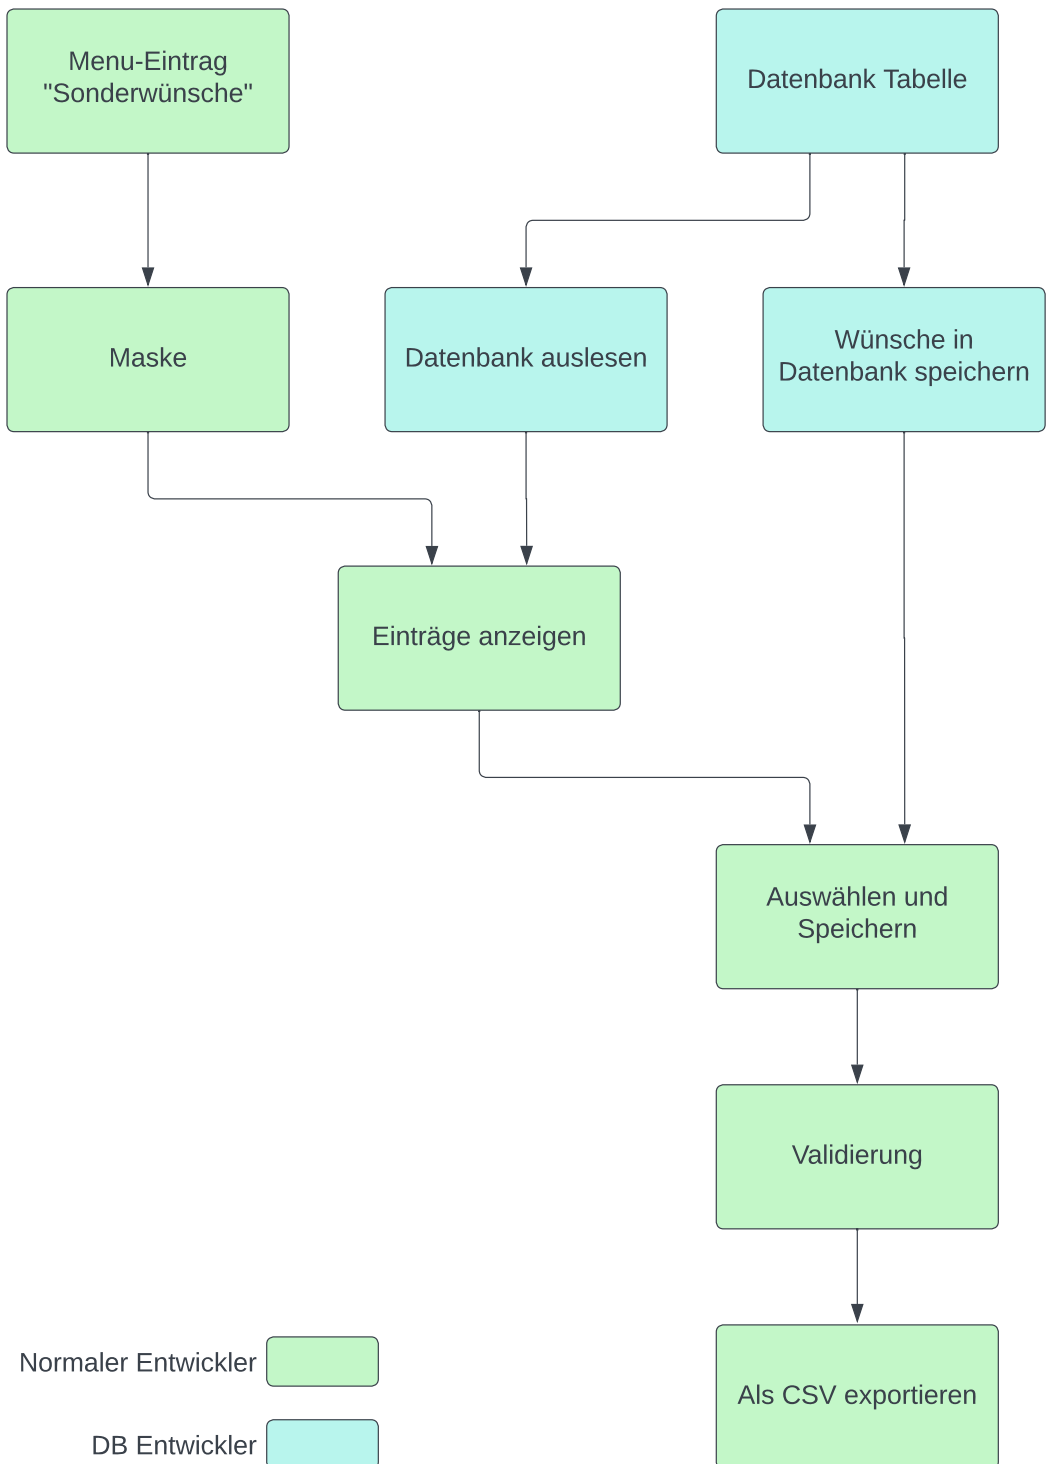 Menu-Eintrag
"Sonderwünsche"
Datenbank Tabelle
Maske
Datenbank auslesen
Wünsche in
Datenbank speichern
Einträge anzeigen
Auswählen und
Speichern
Validierung
Als CSV exportieren
Normaler Entwickler
DB Entwickler